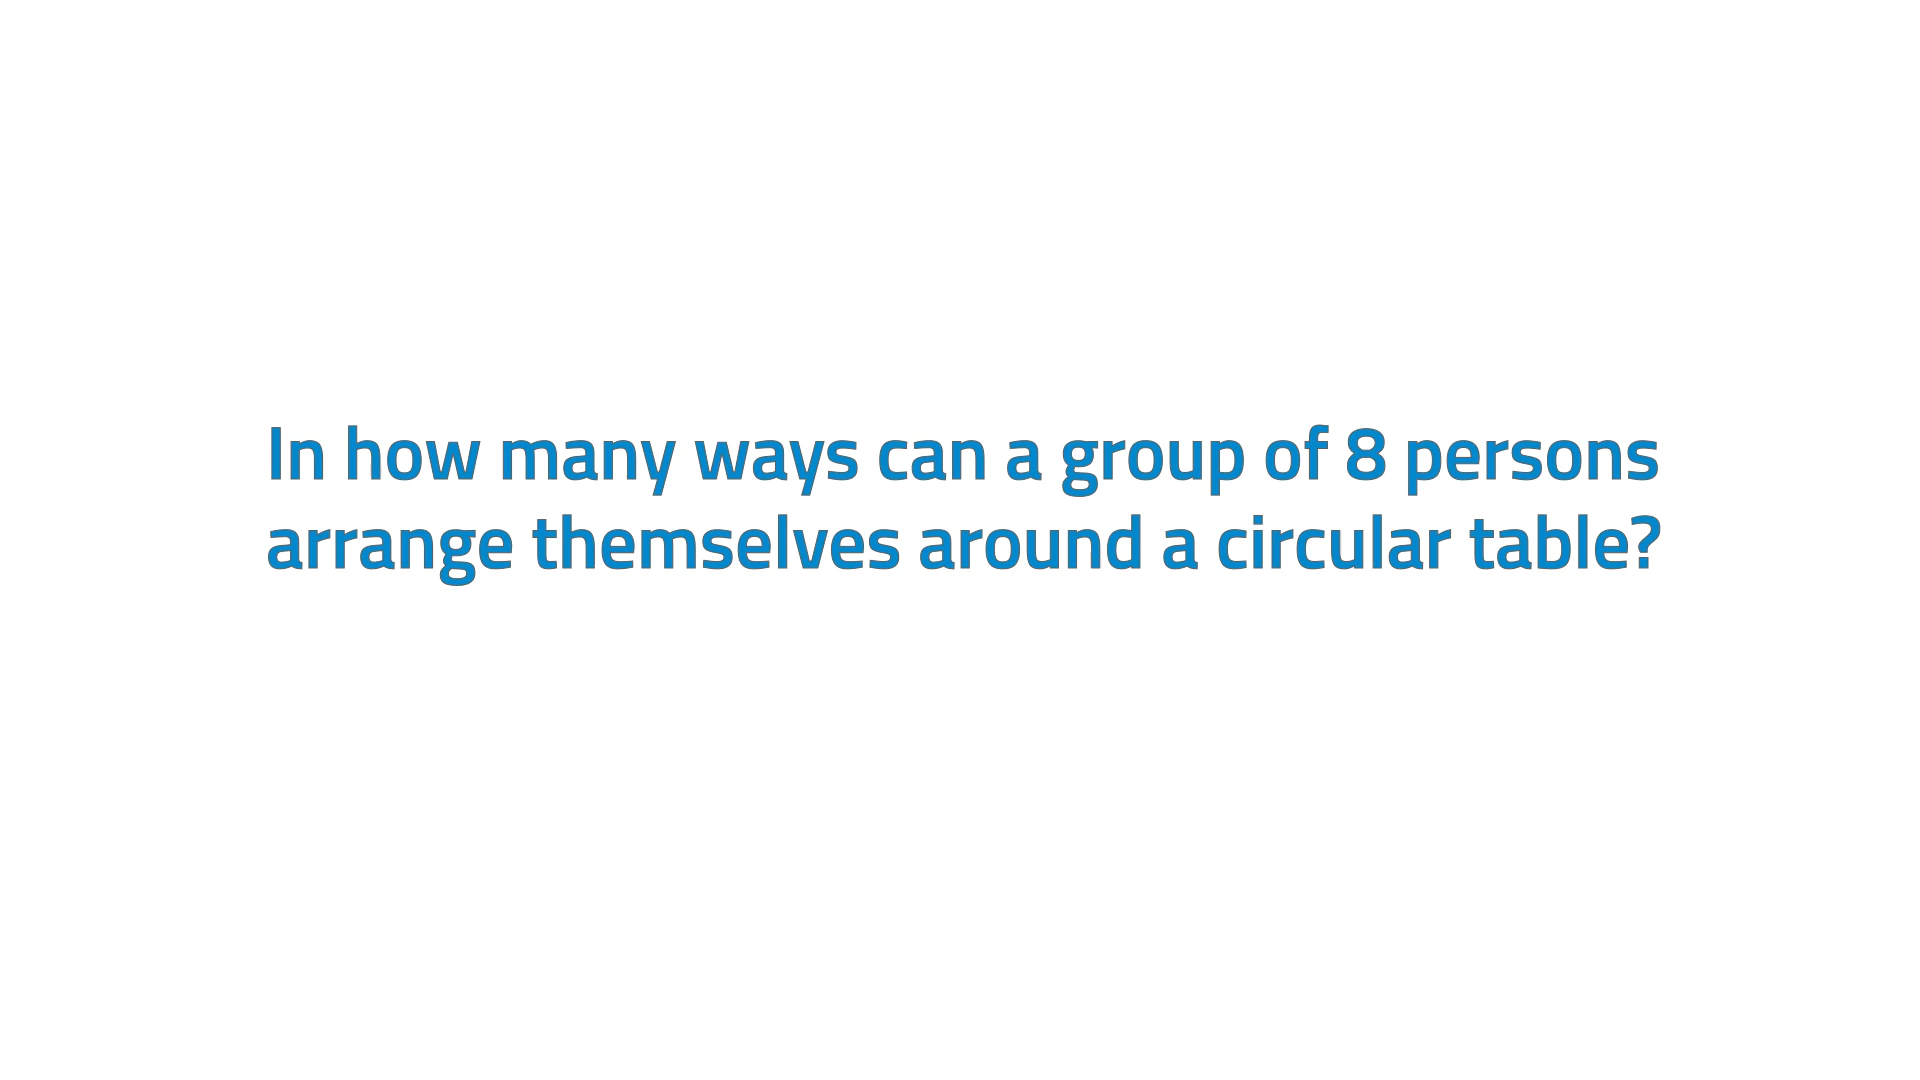 In how many ways can a group of 8 persons
arrange themselves around a circular table?